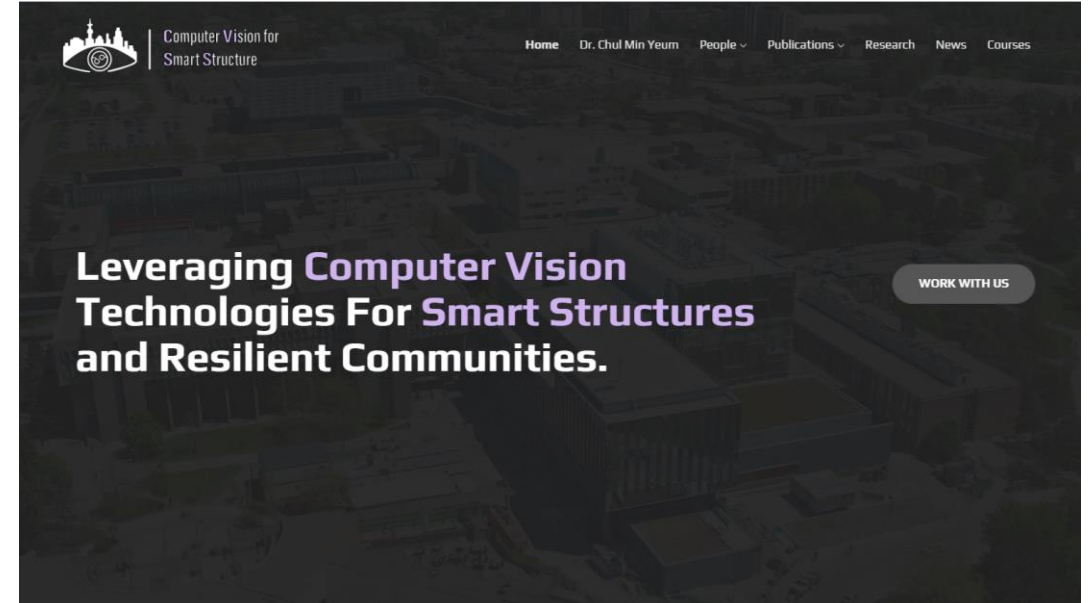 Computer Vision for
Smart Structure
Home Dr. Chul Min Yeum People Publications Research News Courses
Leveraging Computer Vision
Technologies For Smart Structures
and Resilient Communities.
WORK WITH US